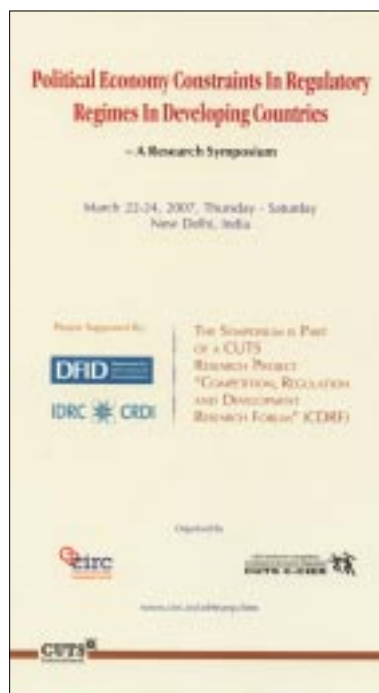 Political Economy Constraints In Regulatory
Regimes In Developing Countries
– A Research Symposium
March 22-24, 2007, Thursday - Saturday
New Delhi, India
Project Supported By:
DFID
IDRC CRDI
THE SYMPOSIUM IS PART
OF A CUTS
RESEARCH PROJECT
"COMPETITION, REGULATION
AND DEVELOPMENT
RESEARCH FORUM" (CDRF)
Organised by
circ
CUTS C-CIER
CUTS